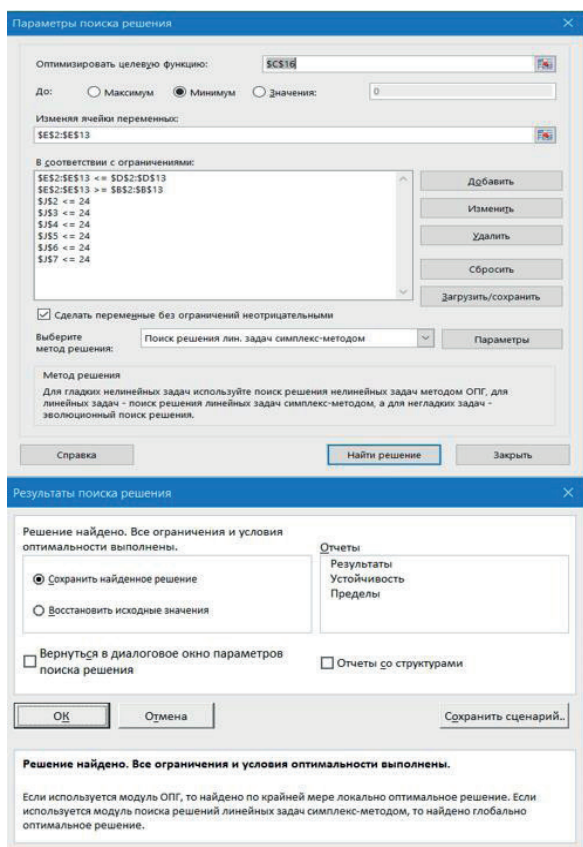 Параметры поиска решения
Оптимизировать целевую функцию:
$C$16
До:
Максимум
Минимум
Значения:
0
Изменяя ячейки переменных:
$E$2:$E$13
В соответствии с ограничениями:
$E$2:$E$13 <= $D$2:$D$13
$E$2:$E$13 >= $B$2:$B$13
$J$2 <= 24
$J$3 <= 24
$J$4 <= 24
$J$5 <= 24
$J$6 <= 24
$J$7 <= 24
Добавить
Изменить
Удалить
Сбросить
Загрузить/сохранить
Сделать переменные без ограничений неотрицательными
Выберите
метод решения:
Поиск решения лин. задач симплекс-методом
Параметры
Метод решения
Для гладких нелинейных задач используйте поиск решения нелинейных задач методом ОПГ, для
линейных задач - поиск решения линейных задач симплекс-методом, а для негладких задач -
эволюционный поиск решения.
Справка
Найти решение
Закрыть
Результаты поиска решения
Решение найдено. Все ограничения и условия
оптимальности выполнены.
Сохранить найденное решение
Восстановить исходные значения
Отчеты
Результаты
Устойчивость
Пределы
Вернуться в диалоговое окно параметров
поиска решения
Отчеты со структурами
ОК
Отмена
Сохранить сценарий..
Решение найдено. Все ограничения и условия оптимальности выполнены.
Если используется модуль ОПГ, то найдено по крайней мере локально оптимальное решение. Если
используется модуль поиска решений линейных задач симплекс-методом, то найдено глобально
оптимальное решение.